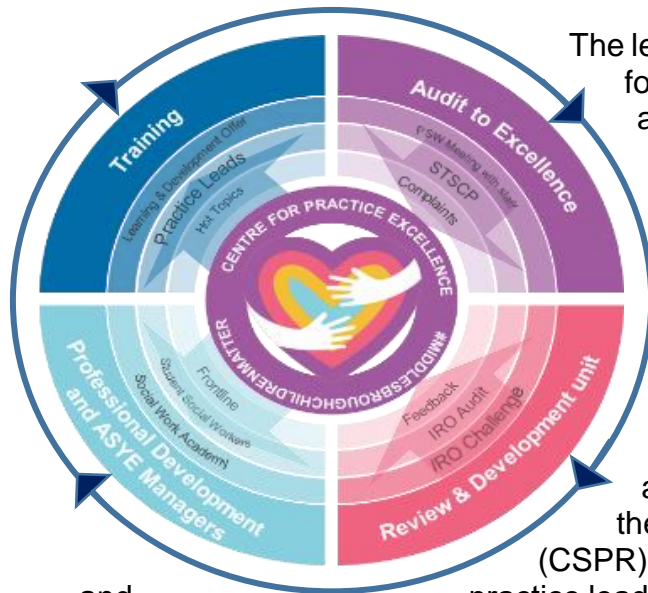 The le
fo
a
Training
Learning & Development Offer
Practice Leads
Hot Topics
Audit to Excellence
PSW Meeting with staff
STSCP
Complaints
CENTRE FOR PRACTICE EXCELLENCE
#MIDDLESBROUGHCHILDRENMATTER
Professional Development
and ASYE Managers
Social Work Academy
Student Social Workers
Frontline
Feedback
IRO Audit
IRO Challenge
Review & Development unit
a
the
(CSPR)
and
practice lead